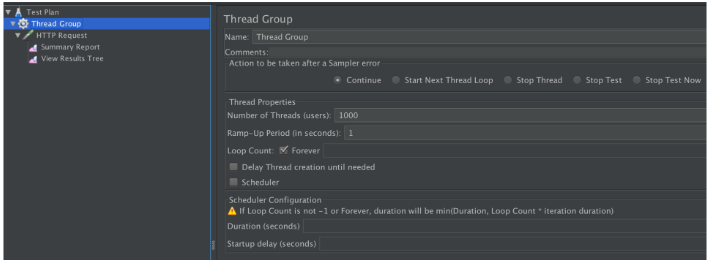 Test Plan
Thread Group
HTTP Request
Summary Report
View Results Tree
Thread Group
Name: Thread Group
Comments:
Action to be taken after a Sampler error
Continue Start Next Thread Loop Stop Thread Stop Test Stop Test Now
Thread Properties
Number of Threads (users): 1000
Ramp-Up Period (in seconds): 1
Loop Count: Forever
Delay Thread creation until needed
Scheduler
Scheduler Configuration
If Loop Count is not -1 or Forever, duration will be min(Duration, Loop Count * iteration duration)
Duration (seconds)
Startup delay (seconds)